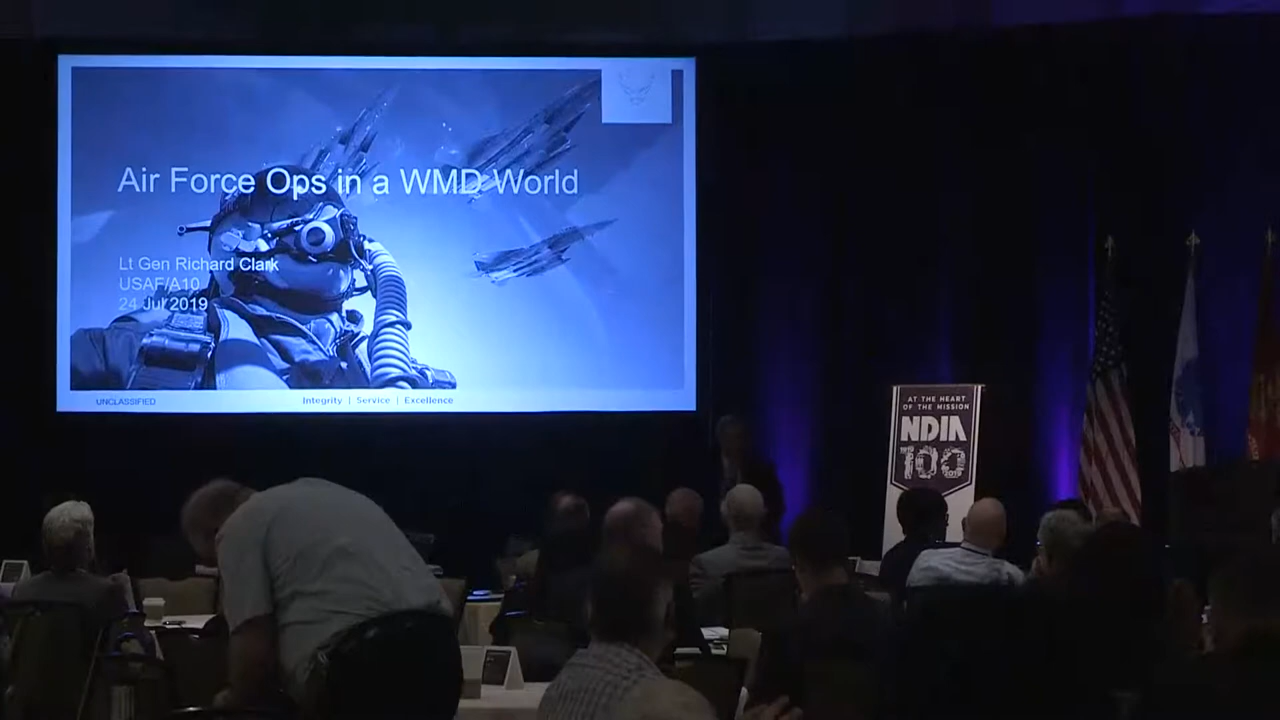 Air Force Ops in a WMD World
Lt Gen Richard Clark
USAF/A10
24 Jul 2019
UNCLASSIFIED
Integrity | Service | Excellence
AT THE HEART
OF THE MISSION
NDIA
100